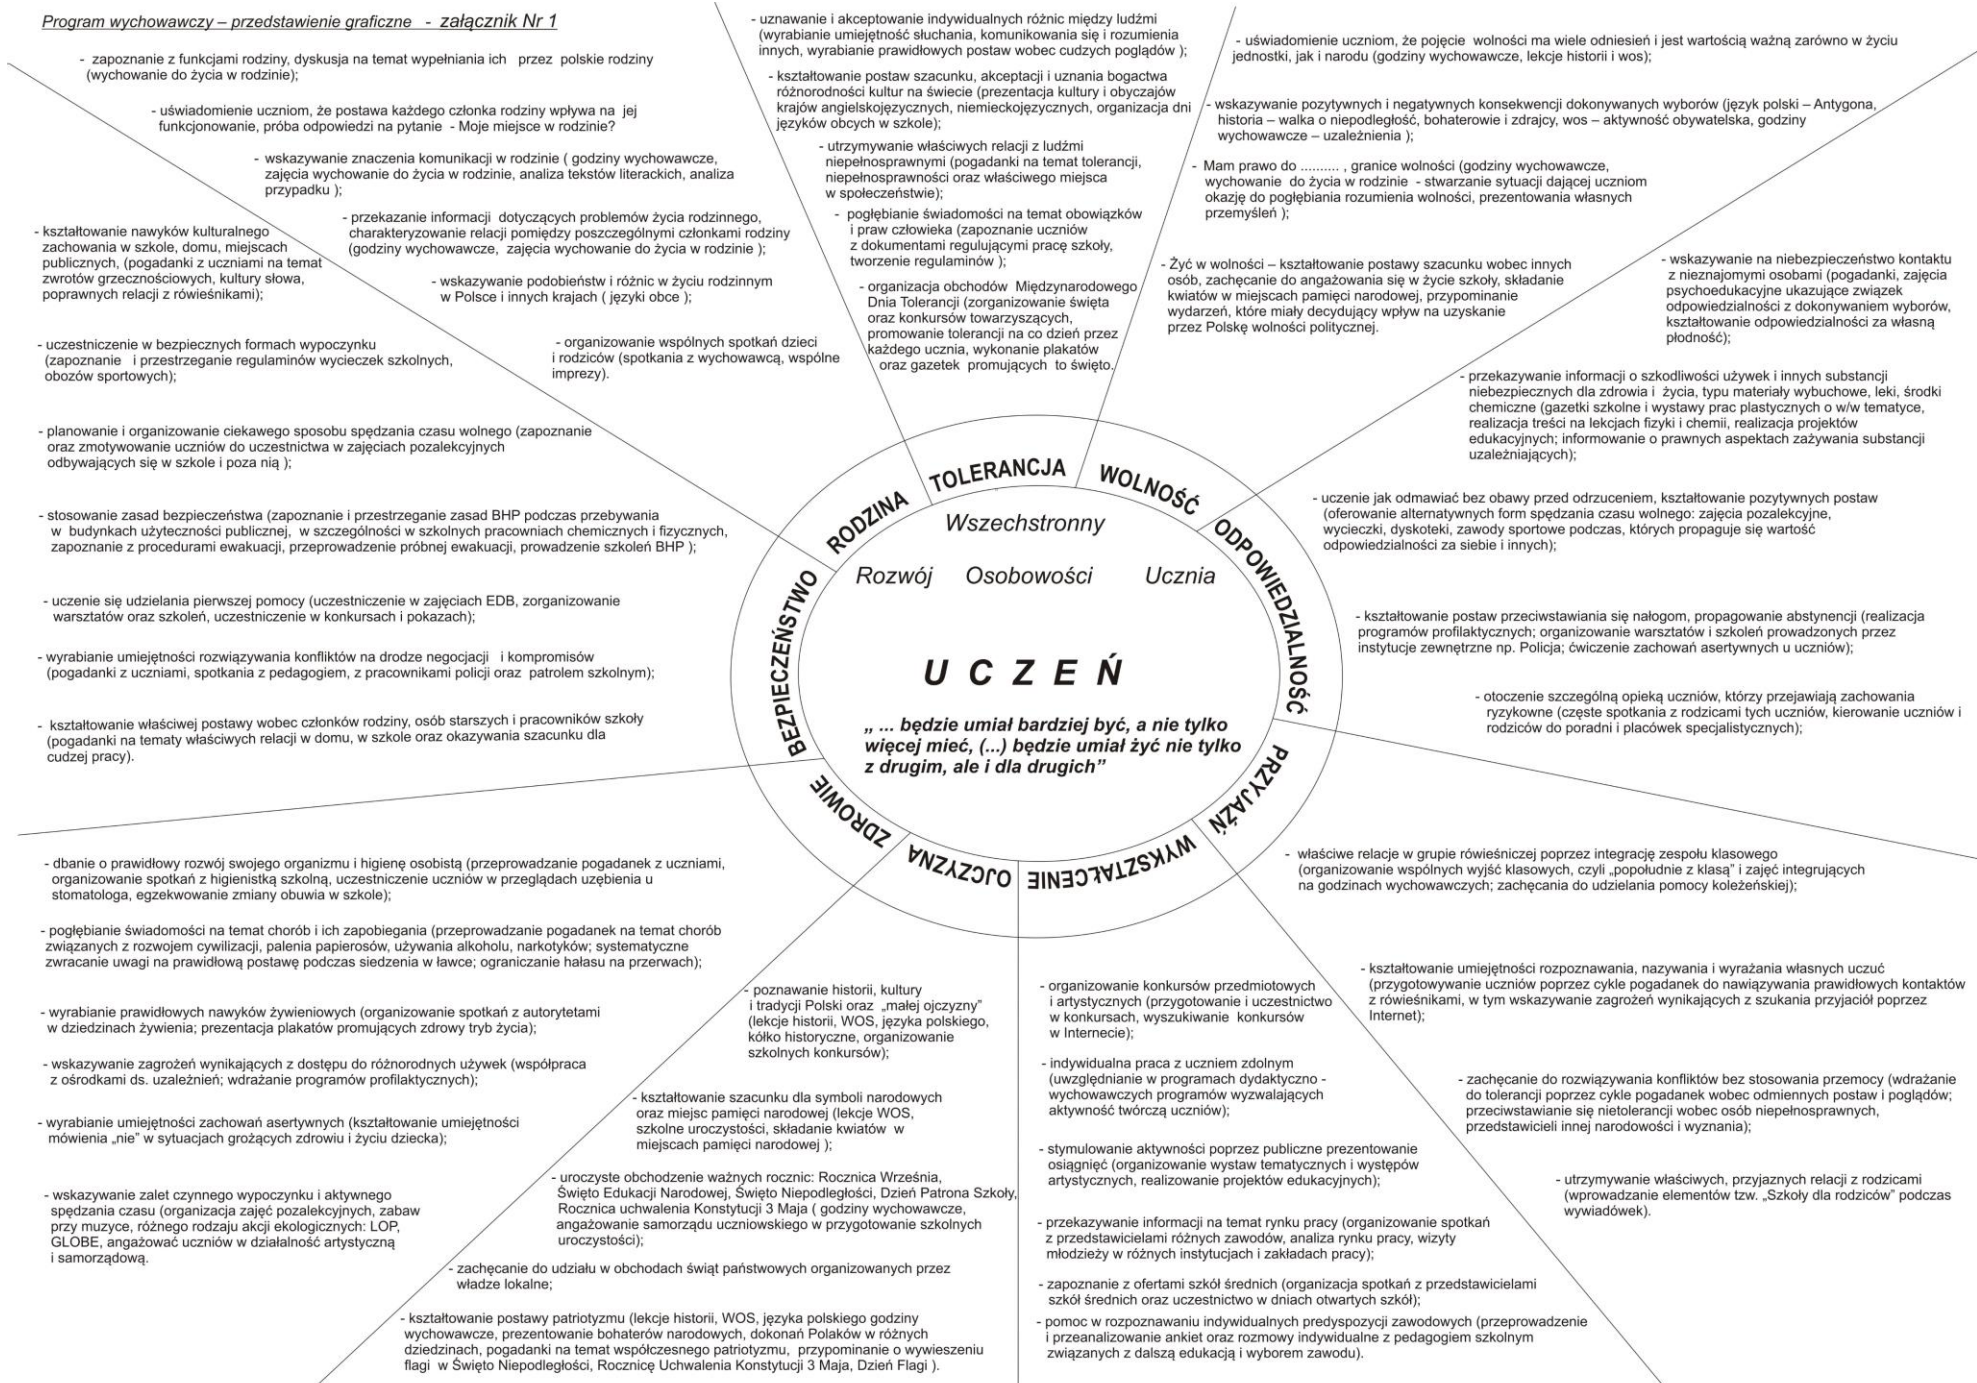 Program wychowawczy – przedstawienie graficzne - załącznik Nr 1
- zapoznanie z funkcjami rodziny, dyskusja na temat wypełniania ich przez polskie rodziny
(wychowanie do życia w rodzinie);
- uświadomienie uczniom, że postawa każdego członka rodziny wpływa na jej
funkcjonowanie, próba odpowiedzi na pytanie - Moje miejsce w rodzinie?
- wskazywanie znaczenia komunikacji w rodzinie ( godziny wychowawcze,
zajęcia wychowanie do życia w rodzinie, analiza tekstów literackich, analiza
przypadku );
- przekazanie informacji dotyczących problemów życia rodzinnego,
charakteryzowanie relacji pomiędzy poszczególnymi członkami rodziny
(godziny wychowawcze, zajęcia wychowanie do życia w rodzinie );
- wskazywanie podobieństw i różnic w życiu rodzinnym
w Polsce i innych krajach ( języki obce );
- organizowanie wspólnych spotkań dzieci
i rodziców (spotkania z wychowawcą, wspólne
imprezy).
- uznawanie i akceptowanie indywidualnych różnic między ludźmi
(wyrabianie umiejętność słuchania, komunikowania się i rozumienia
innych, wyrabianie prawidłowych postaw wobec cudzych poglądów );
- kształtowanie postaw szacunku, akceptacji i uznania bogactwa
różnorodności kultur na świecie (prezentacja kultury i obyczajów
krajów angielskojęzycznych, niemieckojęzycznych, organizacja dni
języków obcych w szkole);
- utrzymywanie właściwych relacji z ludźmi
niepełnosprawnymi (pogadanki na temat tolerancji,
niepełnosprawności oraz właściwego miejsca
w społeczeństwie);
- pogłębianie świadomości na temat obowiązków
i praw człowieka (zapoznanie uczniów
z dokumentami regulującymi pracę szkoły,
tworzenie regulaminów );
- organizacja obchodów Międzynarodowego
Dnia Tolerancji (zorganizowanie święta
oraz konkursów towarzyszących,
promowanie tolerancji na co dzień przez
każdego ucznia, wykonanie plakatów
oraz gazetek promujących to święto.
- uświadomienie uczniom, że pojęcie wolności ma wiele odniesień i jest wartością ważną zarówno w życiu
jednostki, jak i narodu (godziny wychowawcze, lekcje historii i wos);
- wskazywanie pozytywnych i negatywnych konsekwencji dokonywanych wyborów (język polski – Antygona,
historia – walka o niepodległość, bohaterowie i zdrajcy, wos – aktywność obywatelska, godziny
wychowawcze – uzależnienia );
- Mam prawo do .......... , granice wolności (godziny wychowawcze,
wychowanie do życia w rodzinie - stwarzanie sytuacji dającej uczniom
okazję do pogłębiania rozumienia wolności, prezentowania własnych
przemyśleń );
- Żyć w wolności – kształtowanie postawy szacunku wobec innych
osób, zachęcanie do angażowania się w życie szkoły, składanie
kwiatów w miejscach pamięci narodowej, przypominanie
wydarzeń, które miały decydujący wpływ na uzyskanie
przez Polskę wolności politycznej.
- wskazywanie na niebezpieczeństwo kontaktu
z nieznajomymi osobami (pogadanki, zajęcia
psychoedukacyjne ukazujące związek
odpowiedzialności z dokonywaniem wyborów,
kształtowanie odpowiedzialności za własną
płodność);
- przekazywanie informacji o szkodliwości używek i innych substancji
niebezpiecznych dla zdrowia i życia, typu materiały wybuchowe, leki, środki
chemiczne (gazetki szkolne i wystawy prac plastycznych o w/w tematyce,
realizacja treści na lekcjach fizyki i chemii, realizacja projektów
edukacyjnych; informowanie o prawnych aspektach zażywania substancji
uzależniających);
- uczenie jak odmawiać bez obawy przed odrzuceniem, kształtowanie pozytywnych postaw
(oferowanie alternatywnych form spędzania czasu wolnego: zajęcia pozalekcyjne,
wycieczki, dyskoteki, zawody sportowe podczas, których propaguje się wartość
odpowiedzialności za siebie i innych);
- kształtowanie postaw przeciwstawiania się nałogom, propagowanie abstynencji (realizacja
programów profilaktycznych; organizowanie warsztatów i szkoleń prowadzonych przez
instytucje zewnętrzne np. Policja; ćwiczenie zachowań asertywnych u uczniów);
- otoczenie szczególną opieką uczniów, którzy przejawiają zachowania
ryzykowne (częste spotkania z rodzicami tych uczniów, kierowanie uczniów i
rodziców do poradni i placówek specjalistycznych);
- kształtowanie nawyków kulturalnego
zachowania w szkole, domu, miejscach
publicznych, (pogadanki z uczniami na temat
zwrotów grzecznościowych, kultury słowa,
poprawnych relacji z rówieśnikami);
- uczestniczenie w bezpiecznych formach wypoczynku
(zapoznanie i przestrzeganie regulaminów wycieczek szkolnych,
obozów sportowych);
- planowanie i organizowanie ciekawego sposobu spędzania czasu wolnego (zapoznanie
oraz zmotywowanie uczniów do uczestnictwa w zajęciach pozalekcyjnych
odbywających się w szkole i poza nią );
- stosowanie zasad bezpieczeństwa (zapoznanie i przestrzeganie zasad BHP podczas przebywania
w budynkach użyteczności publicznej, w szczególności w szkolnych pracowniach chemicznych i fizycznych,
zapoznanie z procedurami ewakuacji, przeprowadzenie próbnej ewakuacji, prowadzenie szkoleń BHP );
- uczenie się udzielania pierwszej pomocy (uczestniczenie w zajęciach EDB, zorganizowanie
warsztatów oraz szkoleń, uczestniczenie w konkursach i pokazach);
- wyrabianie umiejętności rozwiązywania konfliktów na drodze negocjacji i kompromisów
(pogadanki z uczniami, spotkania z pedagogiem, z pracownikami policji oraz patrolem szkolnym);
- kształtowanie właściwej postawy wobec członków rodziny, osób starszych i pracowników szkoły
(pogadanki na tematy właściwych relacji w domu, w szkole oraz okazywania szacunku dla
cudzej pracy).
RODZINA
TOLERANCJA
WOLNOŚĆ
ODPOWIEDZIALNOŚĆ
PRZYJAŹŃ
WYKSZTAŁCENIE
OJCZYZNA
ZDROWIE
BEZPIECZEŃSTWO
Wszechstronny
Rozwój Osobowości Ucznia
U C Z E Ń
„ ... będzie umiał bardziej być, a nie tylko
więcej mieć, (...) będzie umiał żyć nie tylko
z drugim, ale i dla drugich”
- dbanie o prawidłowy rozwój swojego organizmu i higienę osobistą (przeprowadzanie pogadanek z uczniami,
organizowanie spotkań z higienistką szkolną, uczestniczenie uczniów w przeglądach uzębienia u
stomatologa, egzekwowanie zmiany obuwia w szkole);
- pogłębianie świadomości na temat chorób i ich zapobiegania (przeprowadzanie pogadanek na temat chorób
związanych z rozwojem cywilizacji, palenia papierosów, używania alkoholu, narkotyków; systematyczne
zwracanie uwagi na prawidłową postawę podczas siedzenia w ławce; ograniczanie hałasu na przerwach);
- wyrabianie prawidłowych nawyków żywieniowych (organizowanie spotkań z autorytetami
w dziedzinach żywienia; prezentacja plakatów promujących zdrowy tryb życia);
- wskazywanie zagrożeń wynikających z dostępu do różnorodnych używek (współpraca
z ośrodkami ds. uzależnień; wdrażanie programów profilaktycznych);
- wyrabianie umiejętności zachowań asertywnych (kształtowanie umiejętności
mówienia „nie” w sytuacjach grożących zdrowiu i życiu dziecka);
- wskazywanie zalet czynnego wypoczynku i aktywnego
spędzania czasu (organizacja zajęć pozalekcyjnych, zabaw
przy muzyce, różnego rodzaju akcji ekologicznych: LOP,
GLOBE, angażować uczniów w działalność artystyczną
i samorządową.
- poznawanie historii, kultury
i tradycji Polski oraz „małej ojczyzny”
(lekcje historii, WOS, języka polskiego,
kółko historyczne, organizowanie
szkolnych konkursów);
- kształtowanie szacunku dla symboli narodowych
oraz miejsc pamięci narodowej (lekcje WOS,
szkolne uroczystości, składanie kwiatów w
miejscach pamięci narodowej );
- uroczyste obchodzenie ważnych rocznic: Rocznica Września,
Święto Edukacji Narodowej, Święto Niepodległości, Dzień Patrona Szkoły,
Rocznica uchwalenia Konstytucji 3 Maja ( godziny wychowawcze,
angażowanie samorządu uczniowskiego w przygotowanie szkolnych
uroczystości);
- zachęcanie do udziału w obchodach świąt państwowych organizowanych przez
władze lokalne;
- kształtowanie postawy patriotyzmu (lekcje historii, WOS, języka polskiego godziny
wychowawcze, prezentowanie bohaterów narodowych, dokonań Polaków w różnych
dziedzinach, pogadanki na temat współczesnego patriotyzmu, przypominanie o wywieszeniu
flagi w Święto Niepodległości, Rocznicę Uchwalenia Konstytucji 3 Maja, Dzień Flagi ).
- organizowanie konkursów przedmiotowych
i artystycznych (przygotowanie i uczestnictwo
w konkursach, wyszukiwanie konkursów
w Internecie);
- indywidualna praca z uczniem zdolnym
(uwzględnianie w programach dydaktyczno -
wychowawczych programów wyzwalających
aktywność twórczą uczniów);
- stymulowanie aktywności poprzez publiczne prezentowanie
osiągnięć (organizowanie wystaw tematycznych i występów
artystycznych, realizowanie projektów edukacyjnych);
- przekazywanie informacji na temat rynku pracy (organizowanie spotkań
z przedstawicielami różnych zawodów, analiza rynku pracy, wizyty
młodzieży w różnych instytucjach i zakładach pracy);
- zapoznanie z ofertami szkół średnich (organizacja spotkań z przedstawicielami
szkół średnich oraz uczestnictwo w dniach otwartych szkół);
- pomoc w rozpoznawaniu indywidualnych predyspozycji zawodowych (przeprowadzenie
i przeanalizowanie ankiet oraz rozmowy indywidualne z pedagogiem szkolnym
związanych z dalszą edukacją i wyborem zawodu).
- właściwe relacje w grupie rówieśniczej poprzez integrację zespołu klasowego
(organizowanie wspólnych wyjść klasowych, czyli „popołudnie z klasą” i zajęć integrujących
na godzinach wychowawczych; zachęcania do udzielania pomocy koleżeńskiej);
- kształtowanie umiejętności rozpoznawania, nazywania i wyrażania własnych uczuć
(przygotowywanie uczniów poprzez cykle pogadanek do nawiązywania prawidłowych kontaktów
z rówieśnikami, w tym wskazywanie zagrożeń wynikających z szukania przyjaciół poprzez
Internet);
- zachęcanie do rozwiązywania konfliktów bez stosowania przemocy (wdrażanie
do tolerancji poprzez cykle pogadanek wobec odmiennych postaw i poglądów;
przeciwstawianie się nietolerancji wobec osób niepełnosprawnych,
przedstawicieli innej narodowości i wyznania);
- utrzymywanie właściwych, przyjaznych relacji z rodzicami
(wprowadzanie elementów tzw. „Szkoły dla rodziców” podczas
wywiadówek).